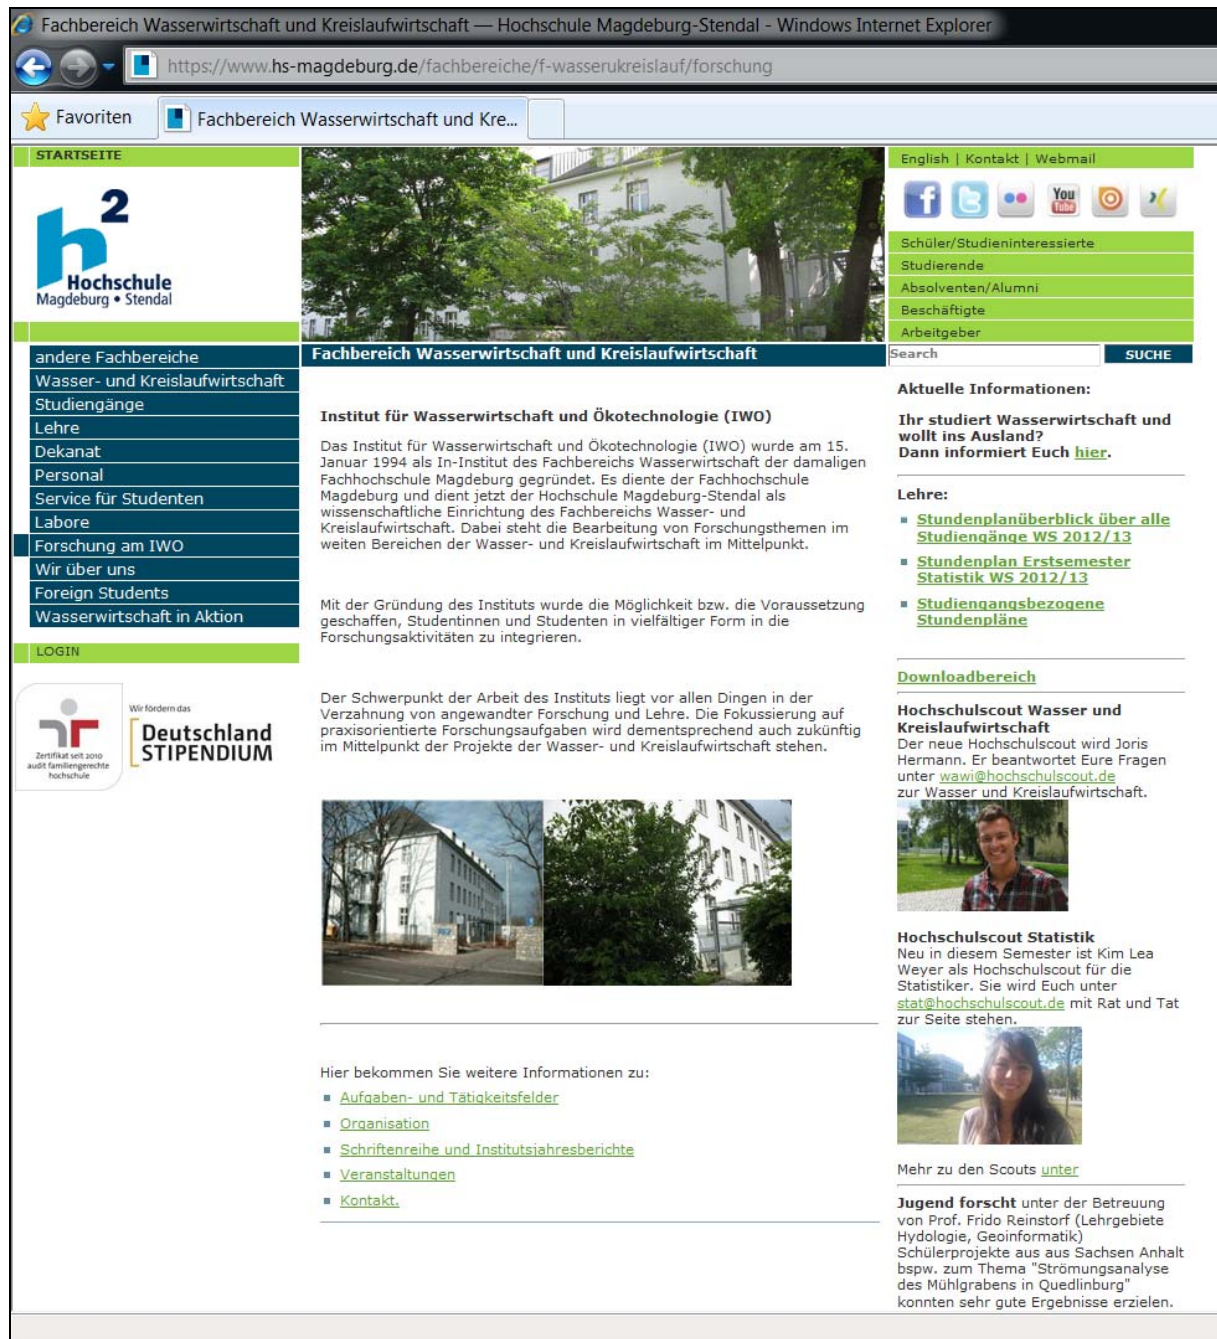 Fachbereich Wasserwirtschaft und Kreislaufwirtschaft — Hochschule Magdeburg-Stendal - Windows Internet Explorer
https://www.hs-magdeburg.de/fachbereiche/f-wasserukreislauf/forschung
Favoriten
Fachbereich Wasserwirtschaft und Kre...
STARTSEITE
h2
Hochschule
Magdeburg • Stendal
andere Fachbereiche
Wasser- und Kreislaufwirtschaft
Studiengänge
Lehre
Dekanat
Personal
Service für Studenten
Labore
Forschung am IWO
Wir über uns
Foreign Students
Wasserwirtschaft in Aktion
LOGIN
Zertifikat seit 2010
audit familiengerechte
hochschule
Wir fördern das
Deutschland
STIPENDIUM
Fachbereich Wasserwirtschaft und Kreislaufwirtschaft
Institut für Wasserwirtschaft und Ökotechnologie (IWO)
Das Institut für Wasserwirtschaft und Ökotechnologie (IWO) wurde am 15.
Januar 1994 als In-Institut des Fachbereichs Wasserwirtschaft der damaligen
Fachhochschule Magdeburg gegründet. Es diente der Fachhochschule
Magdeburg und dient jetzt der Hochschule Magdeburg-Stendal als
wissenschaftliche Einrichtung des Fachbereichs Wasser- und
Kreislaufwirtschaft. Dabei steht die Bearbeitung von Forschungsthemen im
weiten Bereichen der Wasser- und Kreislaufwirtschaft im Mittelpunkt.
Mit der Gründung des Instituts wurde die Möglichkeit bzw. die Voraussetzung
geschaffen, Studentinnen und Studenten in vielfältiger Form in die
Forschungsaktivitäten zu integrieren.
Der Schwerpunkt der Arbeit des Instituts liegt vor allen Dingen in der
Verzahnung von angewandter Forschung und Lehre. Die Fokussierung auf
praxisorientierte Forschungsaufgaben wird dementsprechend auch zukünftig
im Mittelpunkt der Projekte der Wasser- und Kreislaufwirtschaft stehen.
Hier bekommen Sie weitere Informationen zu:
Aufgaben- und Tätigkeitsfelder
Organisation
Schriftenreihe und Institutsjahresberichte
Veranstaltungen
Kontakt.
English | Kontakt | Webmail
You
Tube
Schüler/Studieninteressierte
Studierende
Absolventen/Alumni
Beschäftigte
Arbeitgeber
Search SUCHE
Aktuelle Informationen:
Ihr studiert Wasserwirtschaft und
wollt ins Ausland?
Dann informiert Euch hier.
Lehre:
Stundenplanüberblick über alle
Studiengänge WS 2012/13
Stundenplan Erstsemester
Statistik WS 2012/13
Studiengangsbezogene
Stundenpläne
Downloadbereich
Hochschulscout Wasser und
Kreislaufwirtschaft
Der neue Hochschulscout wird Joris
Hermann. Er beantwortet Eure Fragen
unter wawi@hochschulscout.de
zur Wasser und Kreislaufwirtschaft.
Hochschulscout Statistik
Neu in diesem Semester ist Kim Lea
Weyer als Hochschulscout für die
Statistiker. Sie wird Euch unter
stat@hochschulscout.de mit Rat und Tat
zur Seite stehen.
Mehr zu den Scouts unter
Jugend forscht unter der Betreuung
von Prof. Frido Reinstorf (Lehrgebiete
Hydologie, Geoinformatik)
Schülerprojekte aus aus Sachsen Anhalt
bspw. zum Thema "Strömungsanalyse
des Mühlgrabens in Quedlinburg"
konnten sehr gute Ergebnisse erzielen.